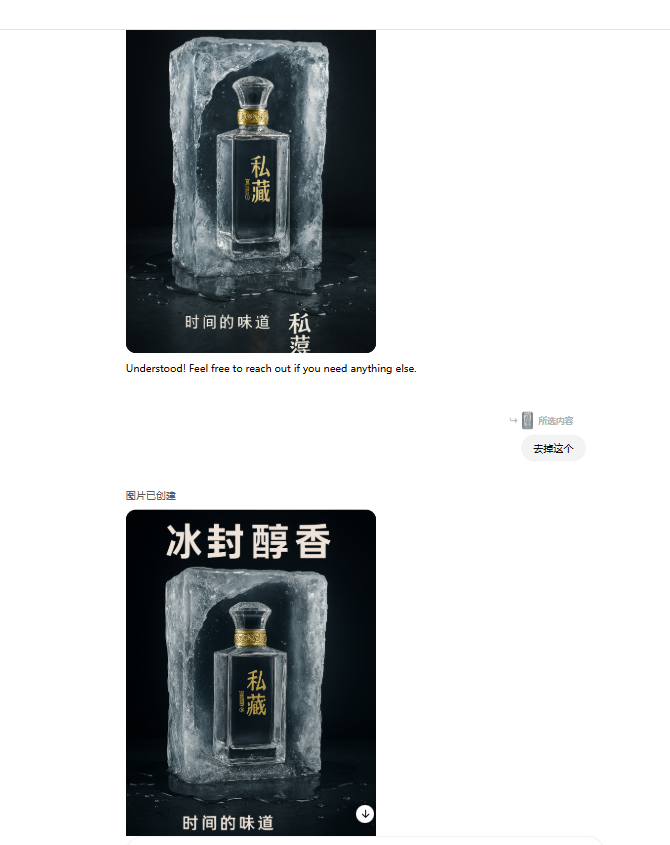 私
藏
时间的味道
私
Understood! Feel free to reach out if you need anything else.
所选内容
去掉这个
图片已创建
冰封醇香
私
藏
时间的味道